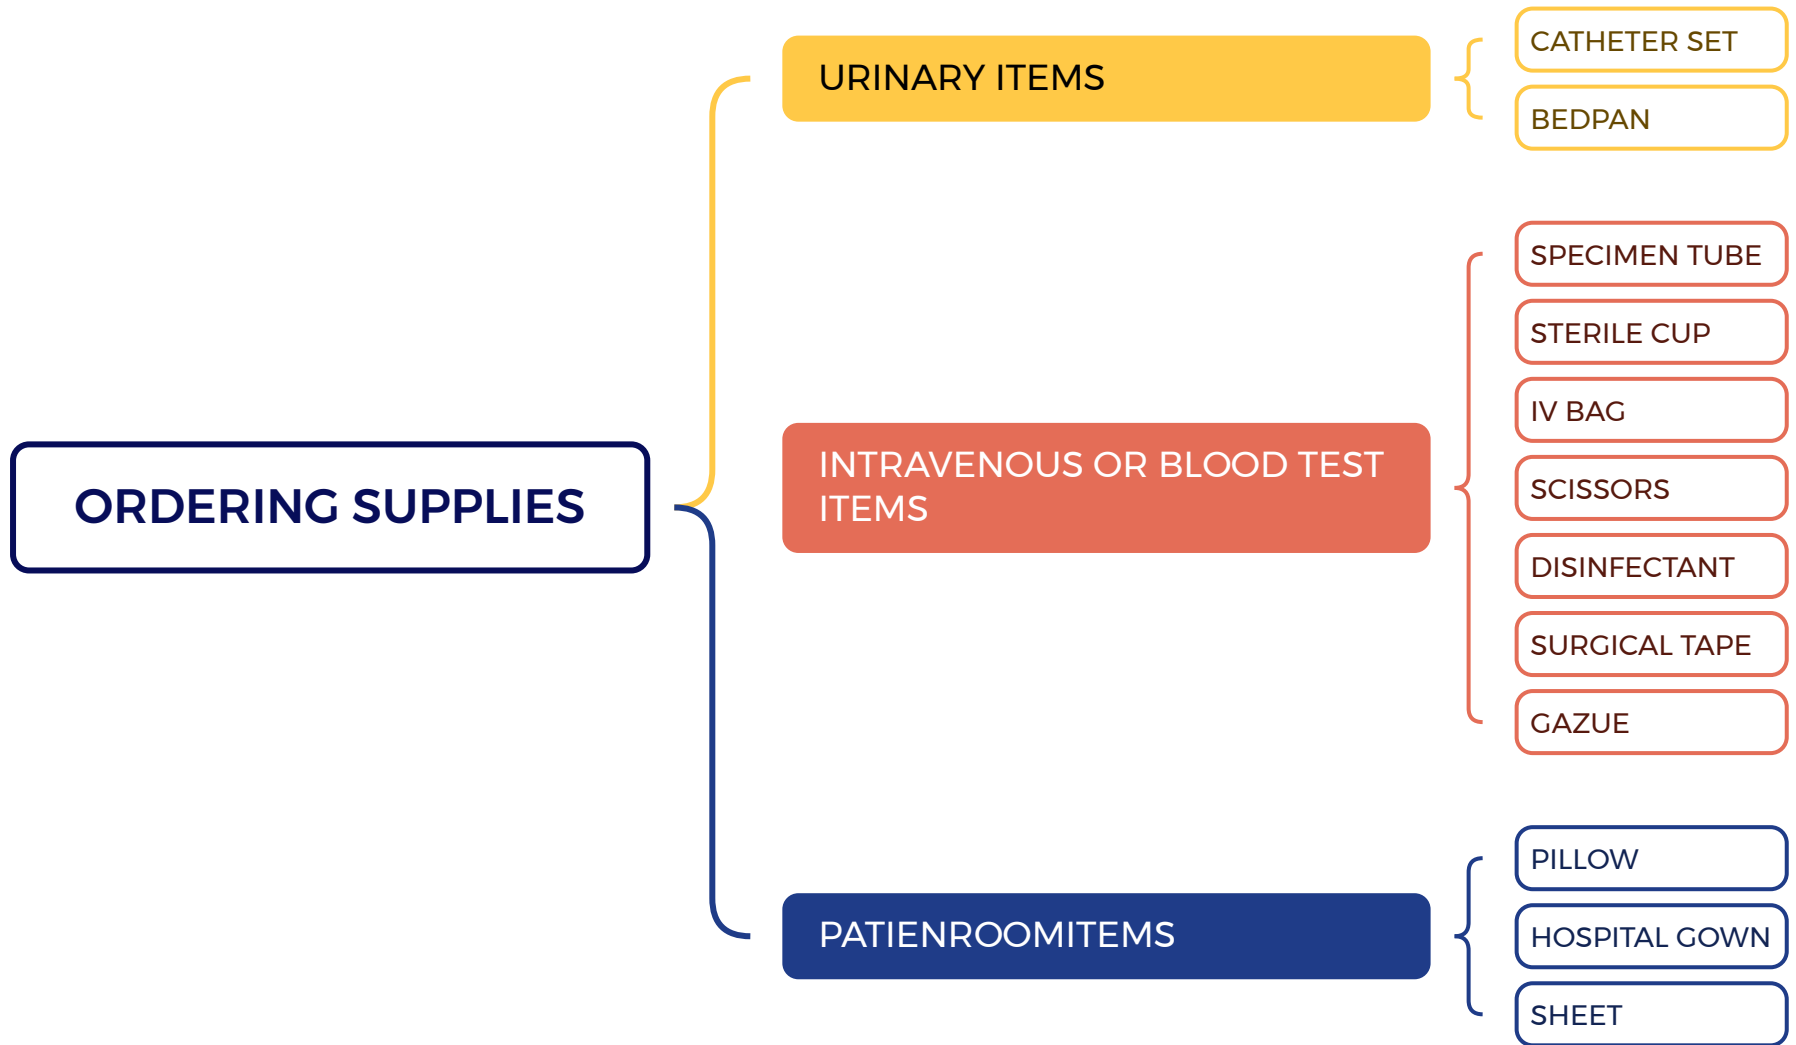 ORDERING SUPPLIES
URINARY ITEMS
CATHETER SET
BEDPAN
INTRAVENOUS OR BLOOD TEST
ITEMS
SPECIMEN TUBE
STERILE CUP
IV BAG
SCISSORS
DISINFECTANT
SURGICAL TAPE
GAZUE
PATIENROOMITEMS
PILLOW
HOSPITAL GOWN
SHEET